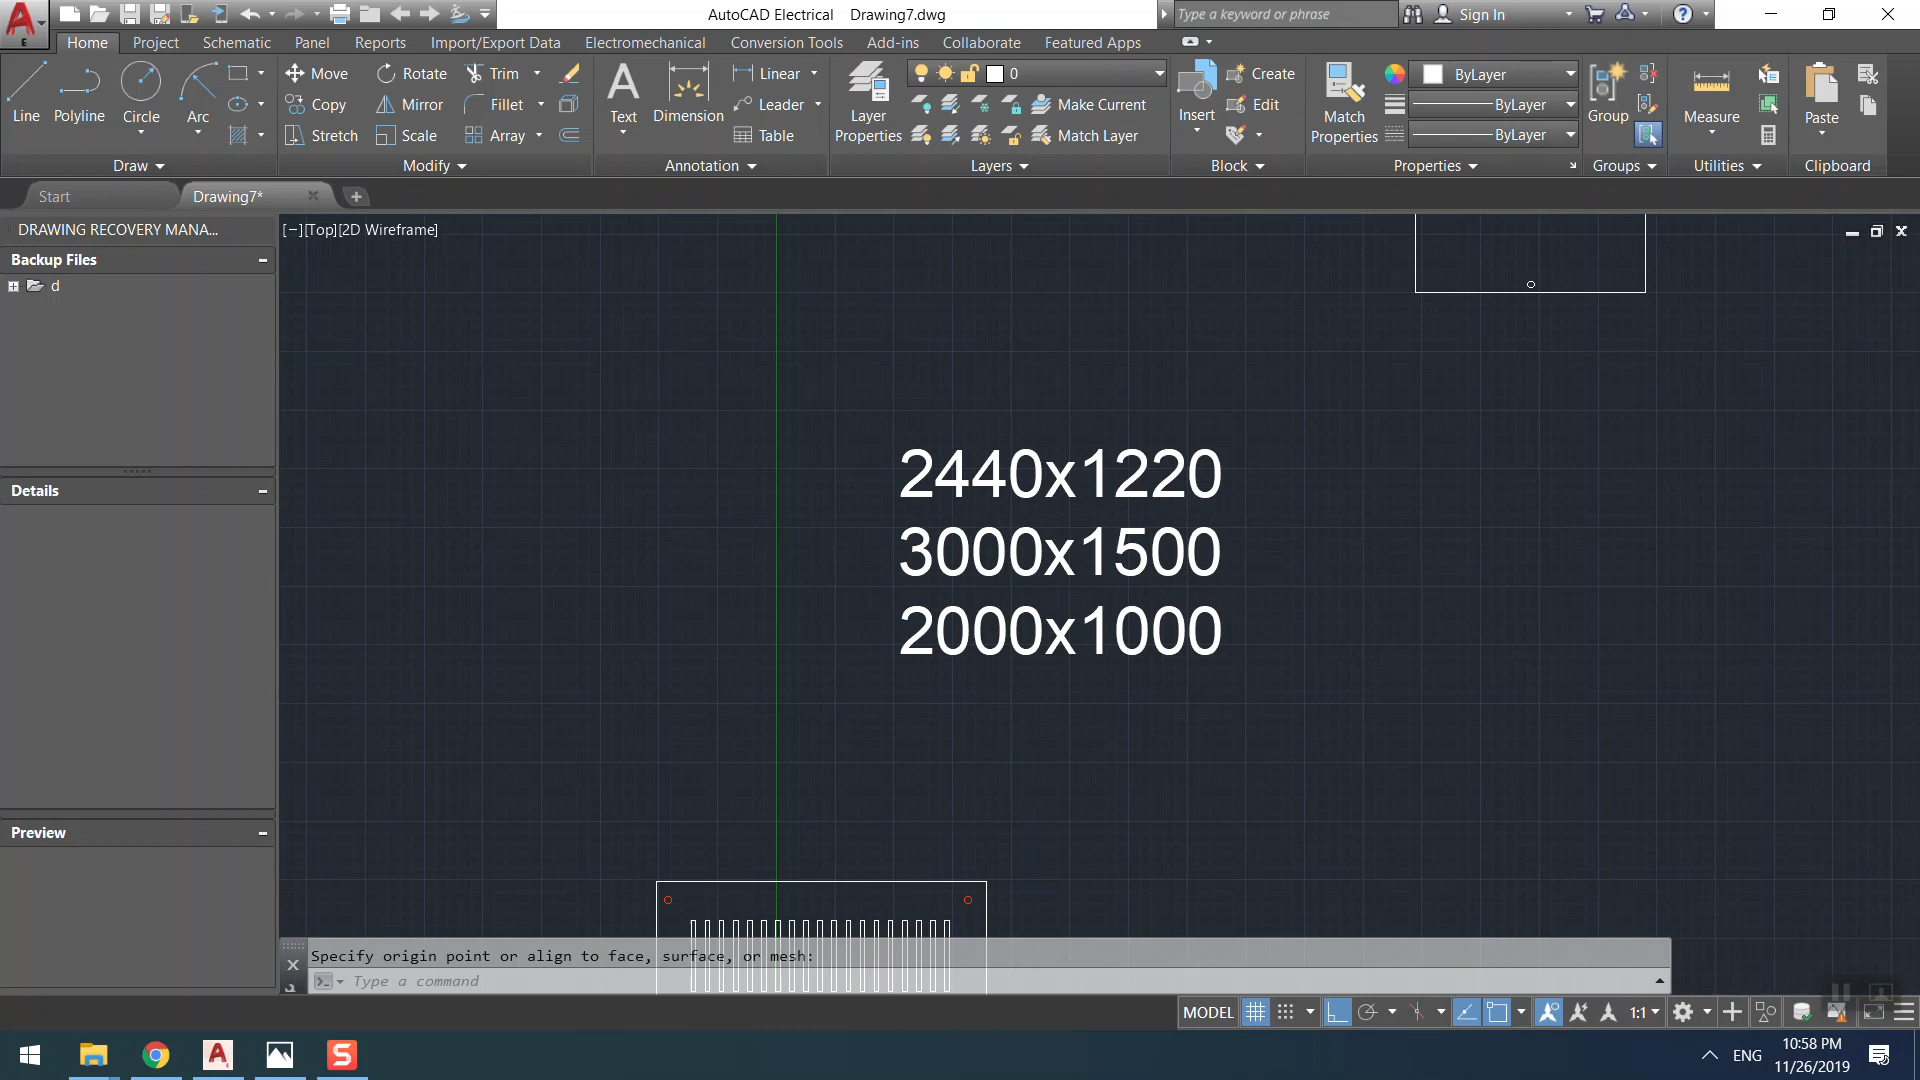 AutoCAD Electrical Drawing7.dwg
Type a keyword or phrase
Sign In
Home Project Schematic Panel Reports Import/Export Data Electromechanical Conversion Tools Add-ins Collaborate Featured Apps
Line Polyline Circle Arc
Move Rotate Trim
Copy Mirror Fillet
Stretch Scale Array
Text Dimension
Linear
Leader
Table
Layer Properties
0
Make Current
Match Layer
Insert
Create
Edit
Match Properties
ByLayer
ByLayer
ByLayer
Group
Measure
Paste
Draw Modify Annotation Layers Block Properties Groups Utilities Clipboard
Start Drawing7*
DRAWING RECOVERY MANA...
Backup Files
d
Details
Preview
[−][Top][2D Wireframe]
2440x1220
3000x1500
2000x1000
Specify origin point or align to face, surface, or mesh:
Type a command
MODEL
1:1
ENG
10:58 PM
11/26/2019